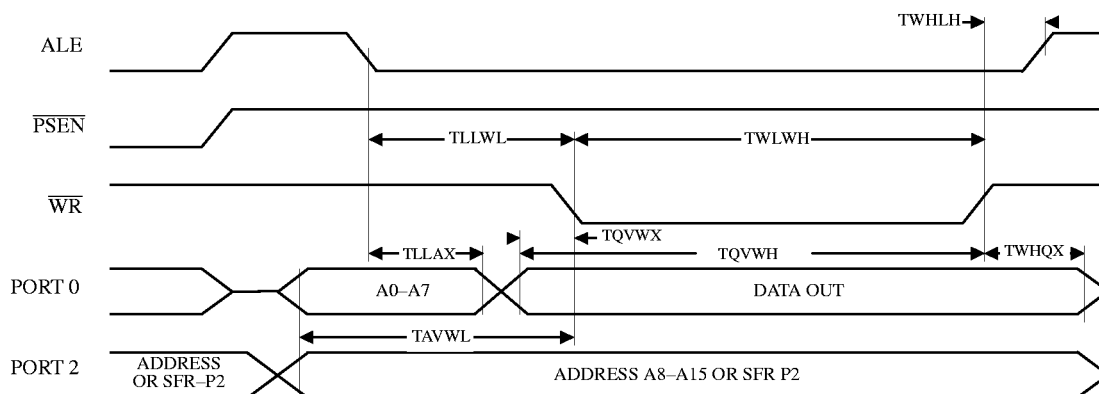 TWHLH
ALE
PSEN
TLLWL
TWLWH
WR
TQVWX
TLLAX
TQVWH
TWHQX
PORT 0
A0–A7
DATA OUT
TAVWL
PORT 2
ADDRESS
OR SFR–P2
ADDRESS A8–A15 OR SFR P2